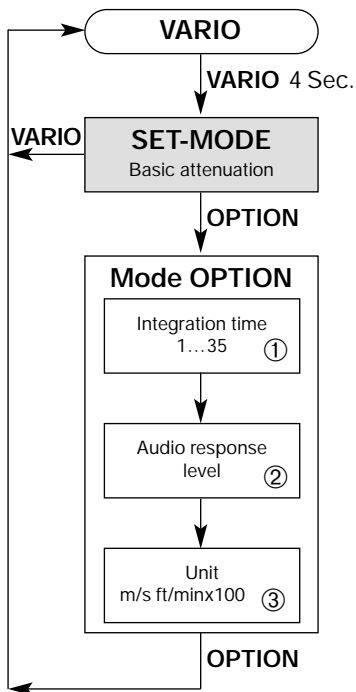 VARIO
VARIO 4 Sec.
VARIO
SET-MODE
Basic attenuation
OPTION
Mode OPTION
Integration time
1…35 ①
Audio response
level ②
Unit
m/s ft/minx100 ③
OPTION